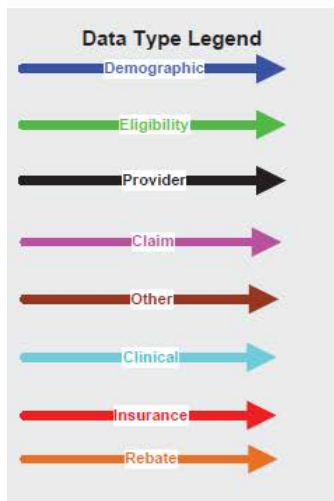 Data Type Legend
Demographic
Eligibility
Provider
Claim
Other
Clinical
Insurance
Rebate